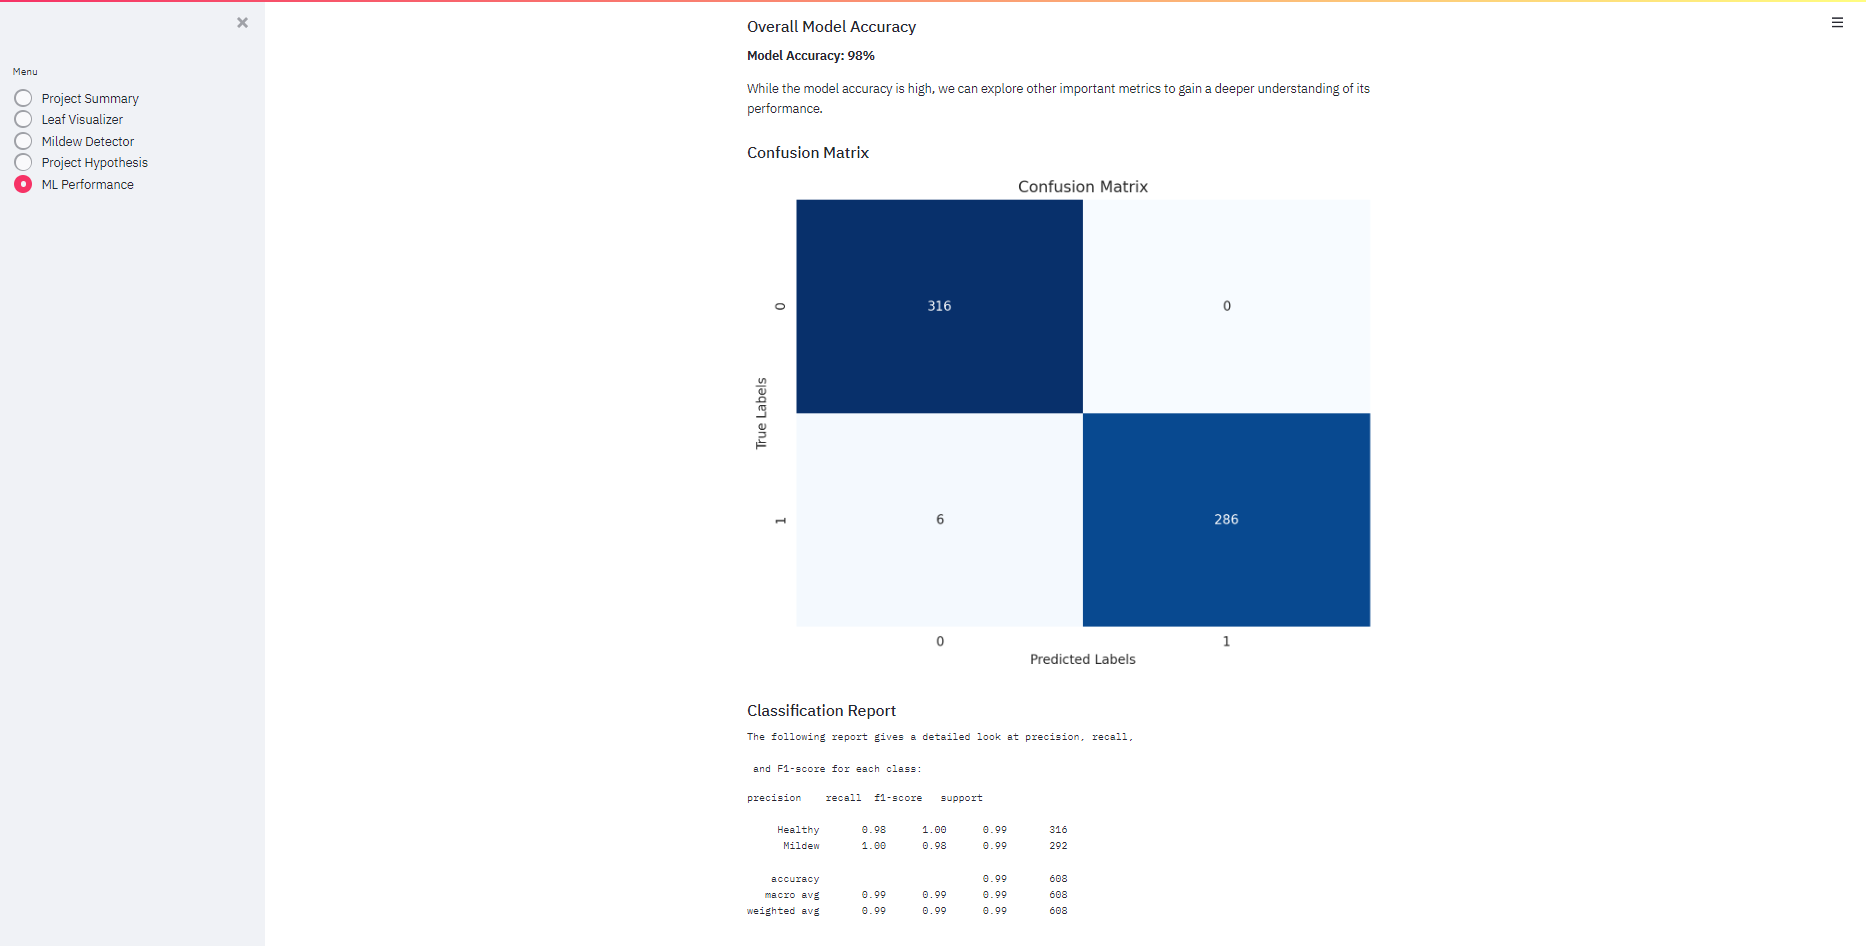 Menu
Project Summary
Leaf Visualizer
Mildew Detector
Project Hypothesis
ML Performance
Overall Model Accuracy
Model Accuracy: 98%
While the model accuracy is high, we can explore other important metrics to gain a deeper understanding of its
performance.
Confusion Matrix
Confusion Matrix
316 0
0
True Labels
6 286
1
0 1
Predicted Labels
Classification Report
The following report gives a detailed look at precision, recall,
and F1-score for each class:
precision recall f1-score support
Healthy 0.98 1.00 0.99 316
Mildew 1.00 0.98 0.99 292
accuracy 0.99 608
macro avg 0.99 0.99 0.99 608
weighted avg 0.99 0.99 0.99 608